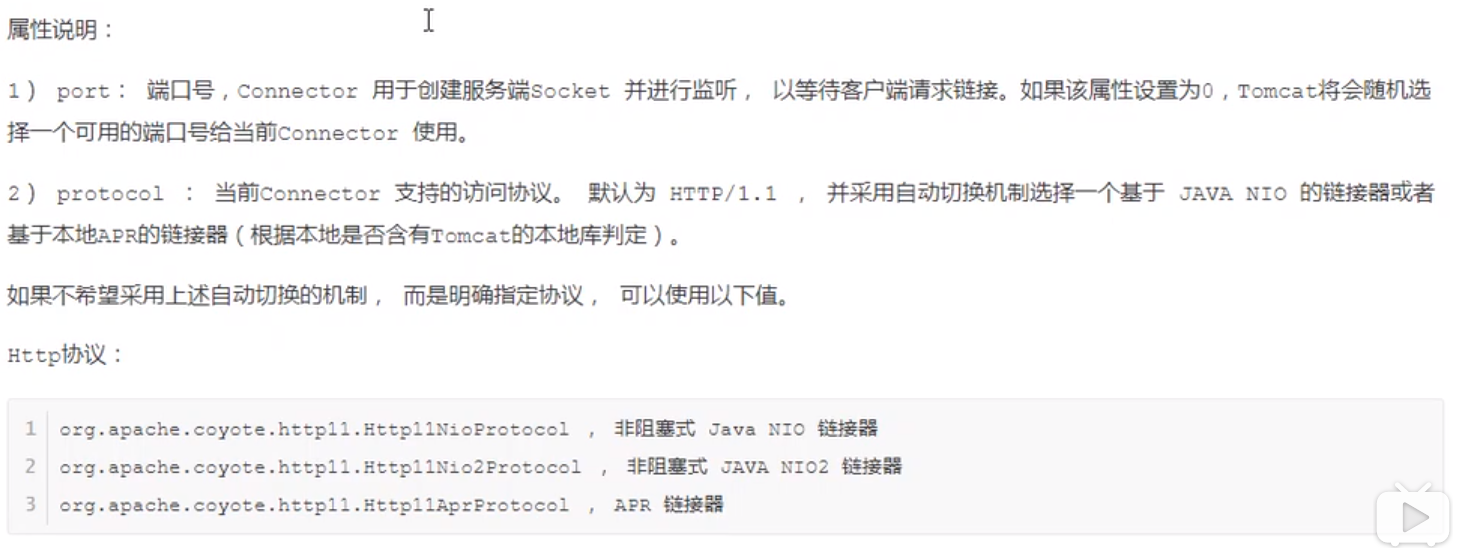 属性说明：
1） port： 端口号，Connector 用于创建服务端Socket 并进行监听， 以等待客户端请求链接。如果该属性设置为0，Tomcat将会随机选
择一个可用的端口号给当前Connector 使用。
2） protocol ： 当前Connector 支持的访问协议。 默认为 HTTP/1.1 ， 并采用自动切换机制选择一个基于 JAVA NIO 的链接器或者
基于本地APR的链接器（根据本地是否含有Tomcat的本地库判定）。
如果不希望采用上述自动切换的机制， 而是明确指定协议， 可以使用以下值。
Http协议：
1 org.apache.coyote.http11.Http11NioProtocol ， 非阻塞式 Java NIO 链接器
2 org.apache.coyote.http11.Http11Nio2Protocol ， 非阻塞式 JAVA NIO2 链接器
3 org.apache.coyote.http11.Http11AprProtocol ， APR 链接器